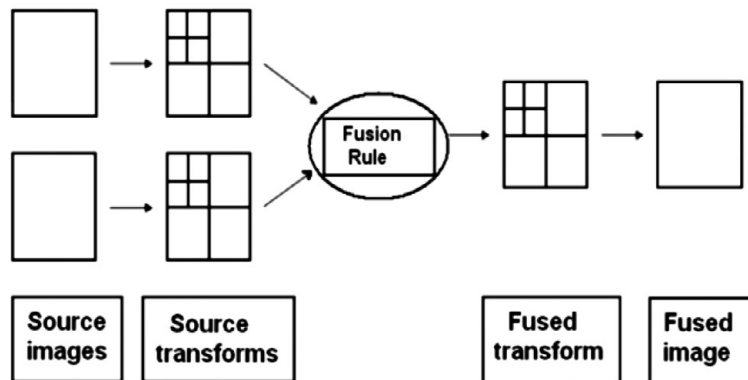 Fusion
Rule
Source
images
Source
transforms
Fused
transform
Fused
image